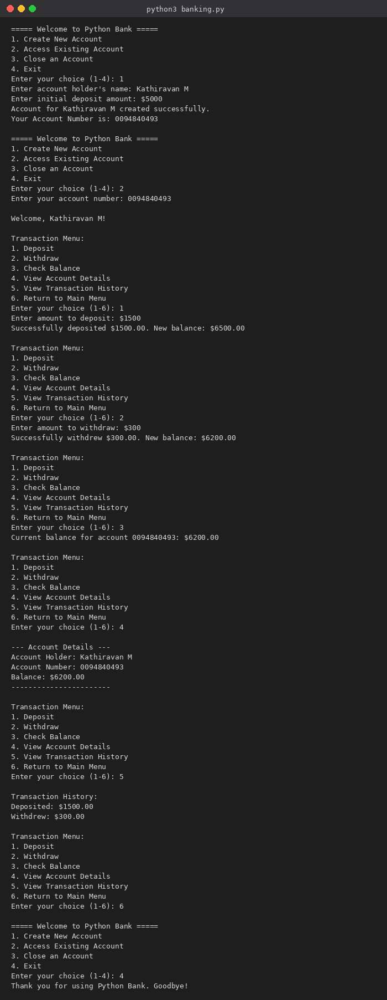 python3 banking.py
===== Welcome to Python Bank =====
1. Create New Account
2. Access Existing Account
3. Close an Account
4. Exit
Enter your choice (1-4): 1
Enter account holder's name: Kathiravan M
Enter initial deposit amount: $5000
Account for Kathiravan M created successfully.
Your Account Number is: 0094840493

===== Welcome to Python Bank =====
1. Create New Account
2. Access Existing Account
3. Close an Account
4. Exit
Enter your choice (1-4): 2
Enter your account number: 0094840493

Welcome, Kathiravan M!

Transaction Menu:
1. Deposit
2. Withdraw
3. Check Balance
4. View Account Details
5. View Transaction History
6. Return to Main Menu
Enter your choice (1-6): 1
Enter amount to deposit: $1500
Successfully deposited $1500.00. New balance: $6500.00

Transaction Menu:
1. Deposit
2. Withdraw
3. Check Balance
4. View Account Details
5. View Transaction History
6. Return to Main Menu
Enter your choice (1-6): 2
Enter amount to withdraw: $300
Successfully withdrew $300.00. New balance: $6200.00

Transaction Menu:
1. Deposit
2. Withdraw
3. Check Balance
4. View Account Details
5. View Transaction History
6. Return to Main Menu
Enter your choice (1-6): 3
Current balance for account 0094840493: $6200.00

Transaction Menu:
1. Deposit
2. Withdraw
3. Check Balance
4. View Account Details
5. View Transaction History
6. Return to Main Menu
Enter your choice (1-6): 4

--- Account Details ---
Account Holder: Kathiravan M
Account Number: 0094840493
Balance: $6200.00
-----------------------

Transaction Menu:
1. Deposit
2. Withdraw
3. Check Balance
4. View Account Details
5. View Transaction History
6. Return to Main Menu
Enter your choice (1-6): 5

Transaction History:
Deposited: $1500.00
Withdrew: $300.00

Transaction Menu:
1. Deposit
2. Withdraw
3. Check Balance
4. View Account Details
5. View Transaction History
6. Return to Main Menu
Enter your choice (1-6): 6

===== Welcome to Python Bank =====
1. Create New Account
2. Access Existing Account
3. Close an Account
4. Exit
Enter your choice (1-4): 4
Thank you for using Python Bank. Goodbye!